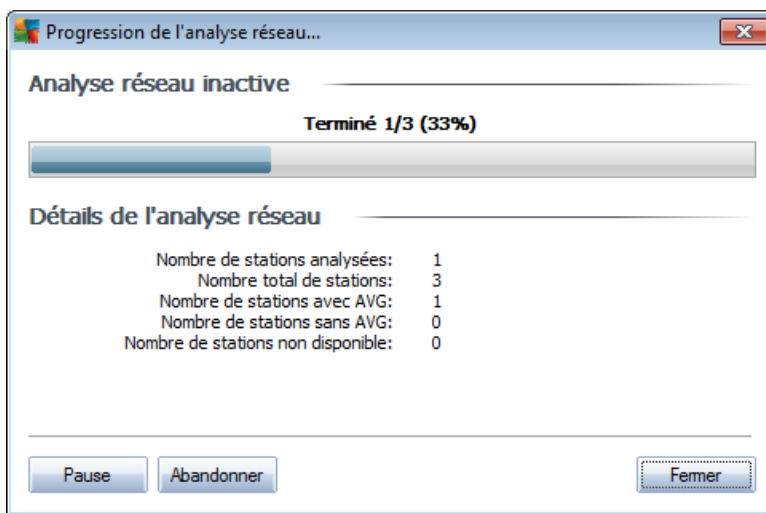 Progression de l'analyse réseau...
Analyse réseau inactive
Terminé 1/3 (33%)
Détails de l'analyse réseau
Nombre de stations analysées: 1
Nombre total de stations: 3
Nombre de stations avec AVG: 1
Nombre de stations sans AVG: 0
Nombre de stations non disponible: 0
Pause Abandonner Fermer